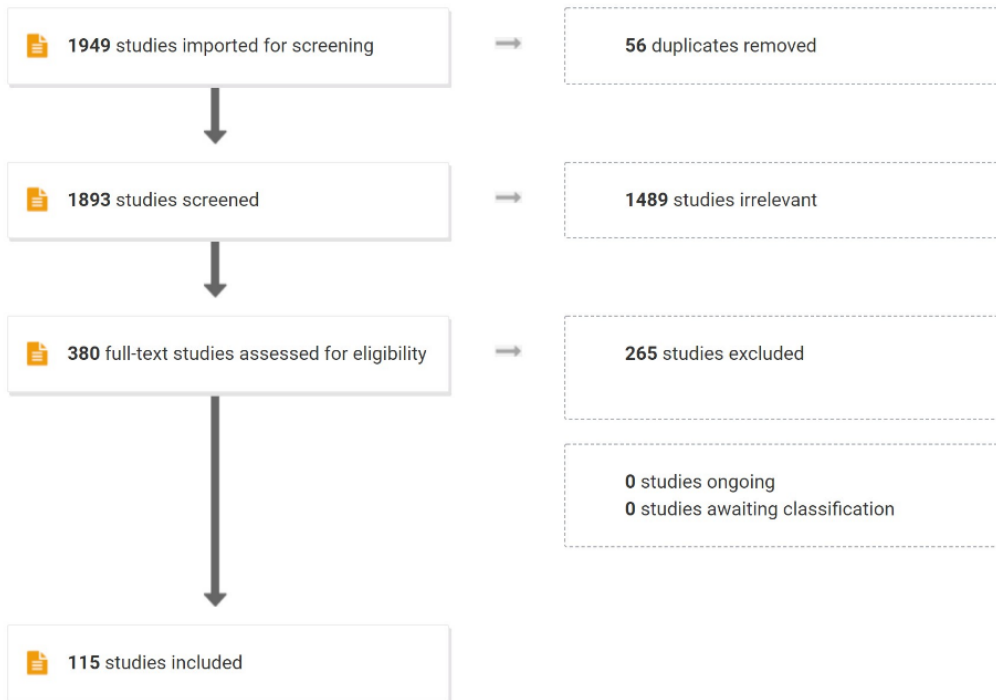 1949 studies imported for screening
56 duplicates removed
1893 studies screened
1489 studies irrelevant
380 full-text studies assessed for eligibility
265 studies excluded
0 studies ongoing
0 studies awaiting classification
115 studies included